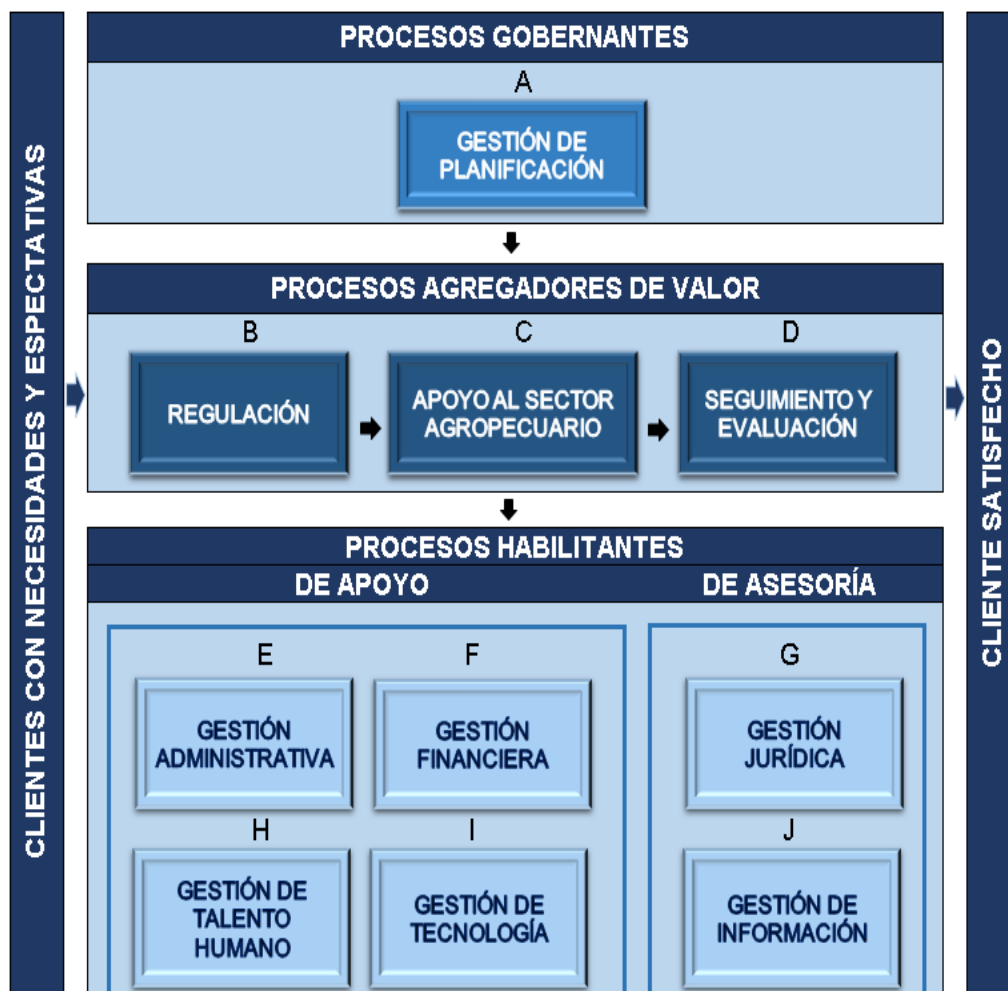 CLIENTES CON NECESIDADES Y ESPECTATIVAS
PROCESOS GOBERNANTES
A
GESTIÓN DE
PLANIFICACIÓN
PROCESOS AGREGADORES DE VALOR
B
C
D
REGULACIÓN
APOYO AL SECTOR
AGROPECUARIO
SEGUIMIENTO Y
EVALUACIÓN
PROCESOS HABILITANTES
DE APOYO
DE ASESORÍA
E
F
G
GESTIÓN
ADMINISTRATIVA
GESTIÓN
FINANCIERA
GESTIÓN
JURÍDICA
H
I
J
GESTIÓN DE
TALENTO
HUMANO
GESTIÓN DE
TECNOLOGÍA
GESTIÓN DE
INFORMACIÓN
CLIENTE SATISFECHO